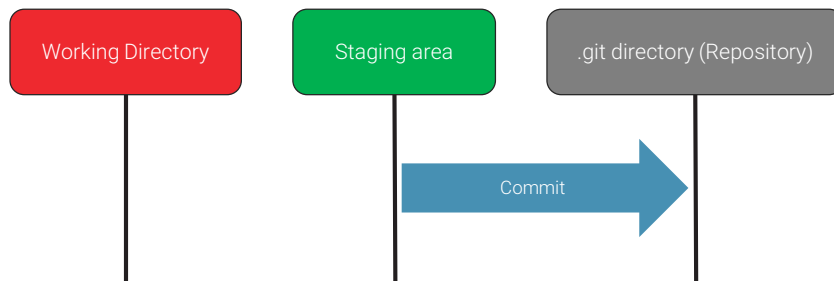 Working Directory
Staging area
.git directory (Repository)
Commit